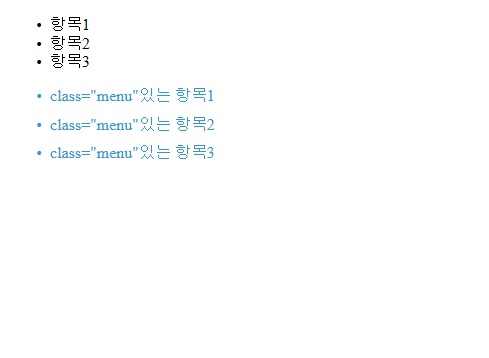 • 항목1
• 항목2
• 항목3
• class="menu"있는 항목1
• class="menu"있는 항목2
• class="menu"있는 항목3